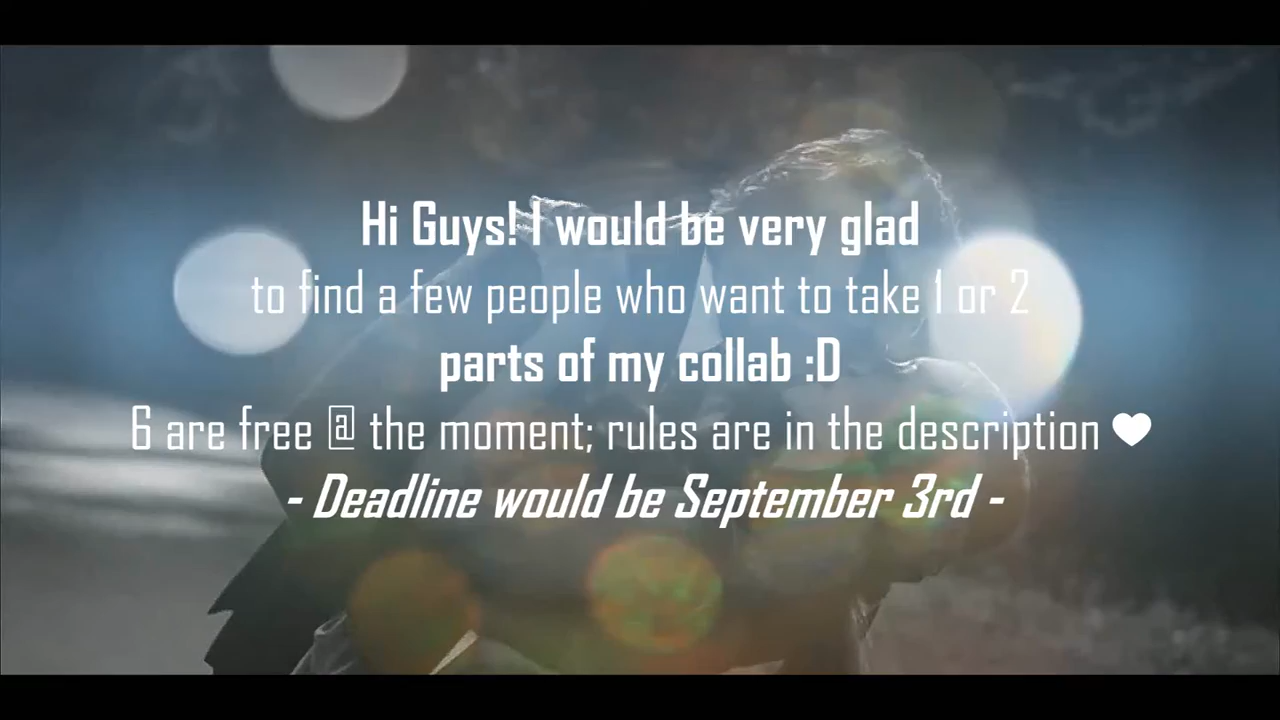 Hi Guys! I would be very glad
to find a few people who want to take 1 or 2
parts of my collab :D
6 are free @ the moment; rules are in the description ♥
- Deadline would be September 3rd -